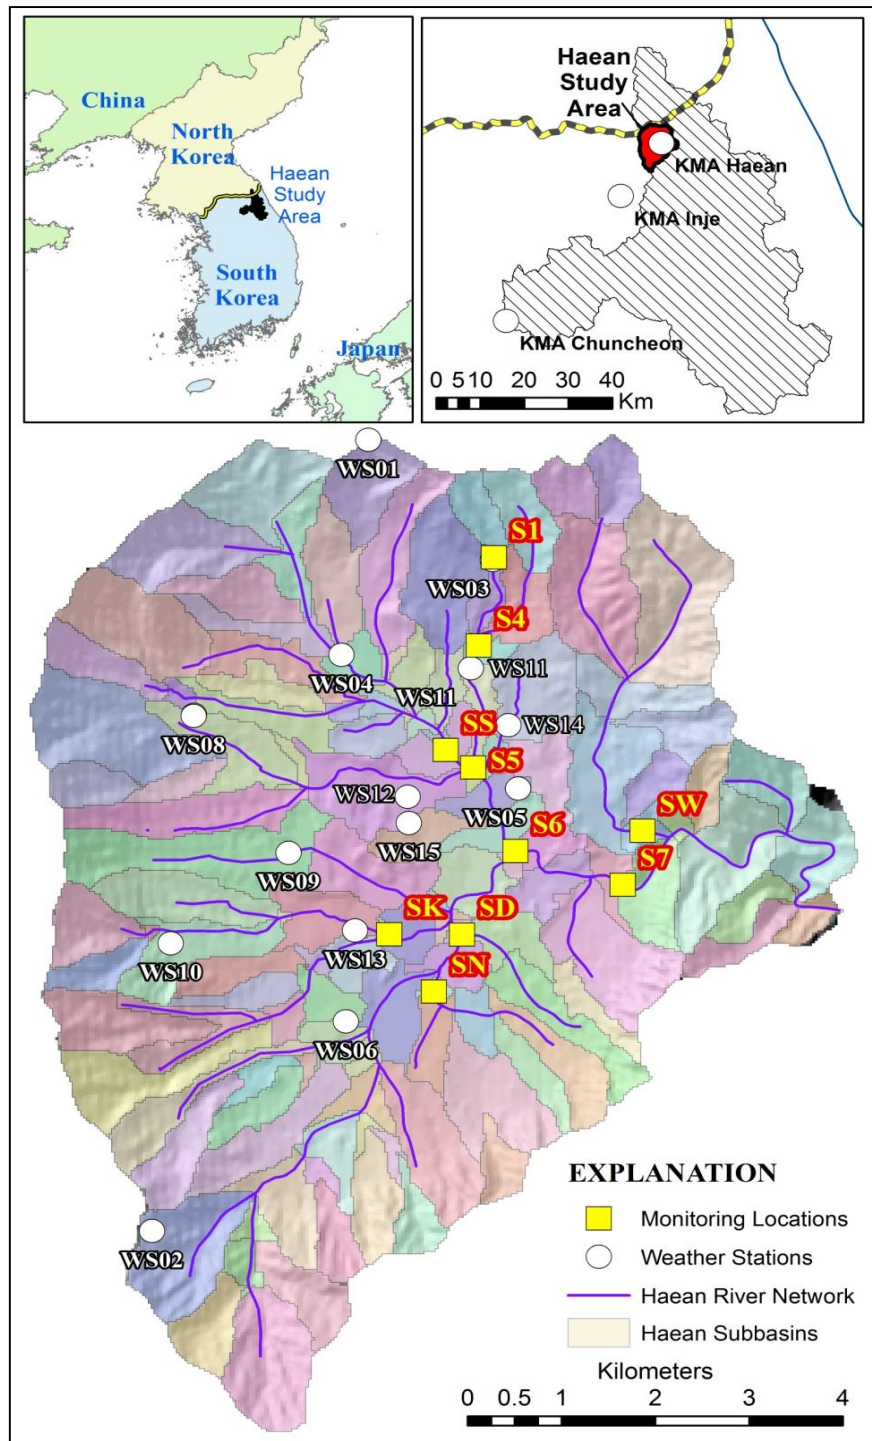 China
North
Korea
Haean
Study
Area
South
Korea
Japan
Haean
Study
Area
KMA Haean
KMA Inje
KMA Chuncheon
0 5 10 20 30 40
Km
WS01
S1
WS03
S4
WS11
WS04
WS11
SS
WS14
WS08
S5
WS12
WS05
SW
S6
WS15
S7
WS09
SK
SD
WS13
WS10
SN
WS06
WS02
EXPLANATION
Monitoring Locations
Weather Stations
Haean River Network
Haean Subbasins
Kilometers
0 0.5 1 2 3 4